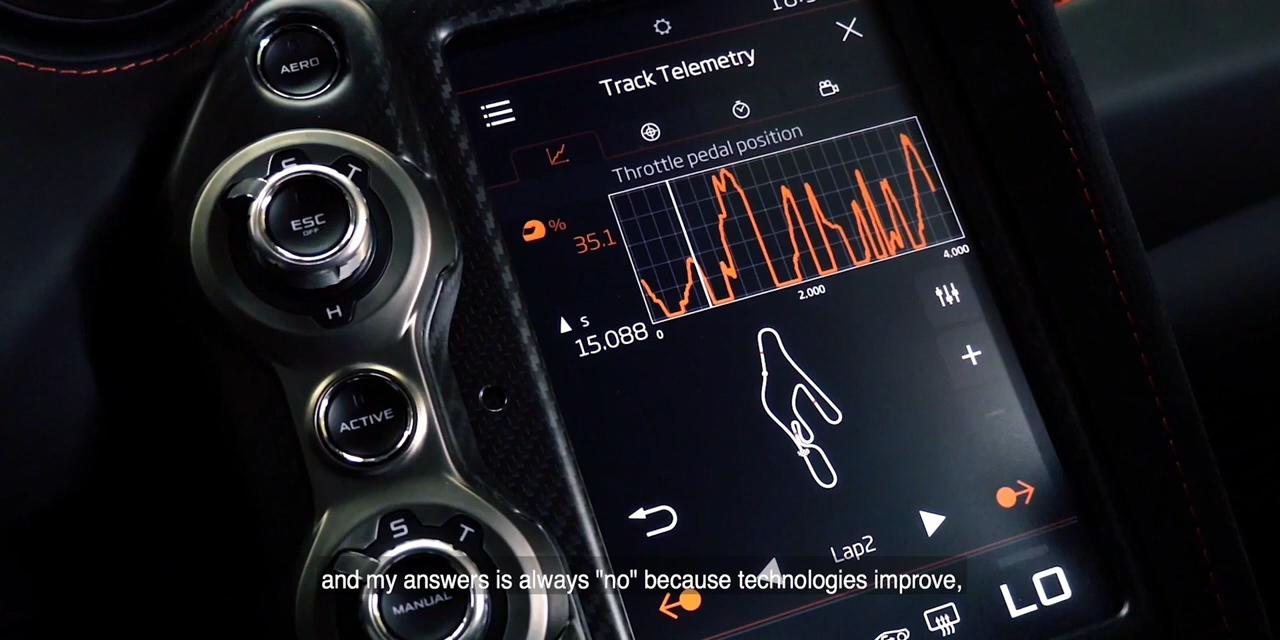 AERO
Track Telemetry
Throttle pedal position
S
T
ESC
OFF
H
%
35.1
S
15.088
0
2.000
4.000
ACTIVE
S
T
MANUAL
Lap2
LO
and my answers is always "no" because technologies improve,